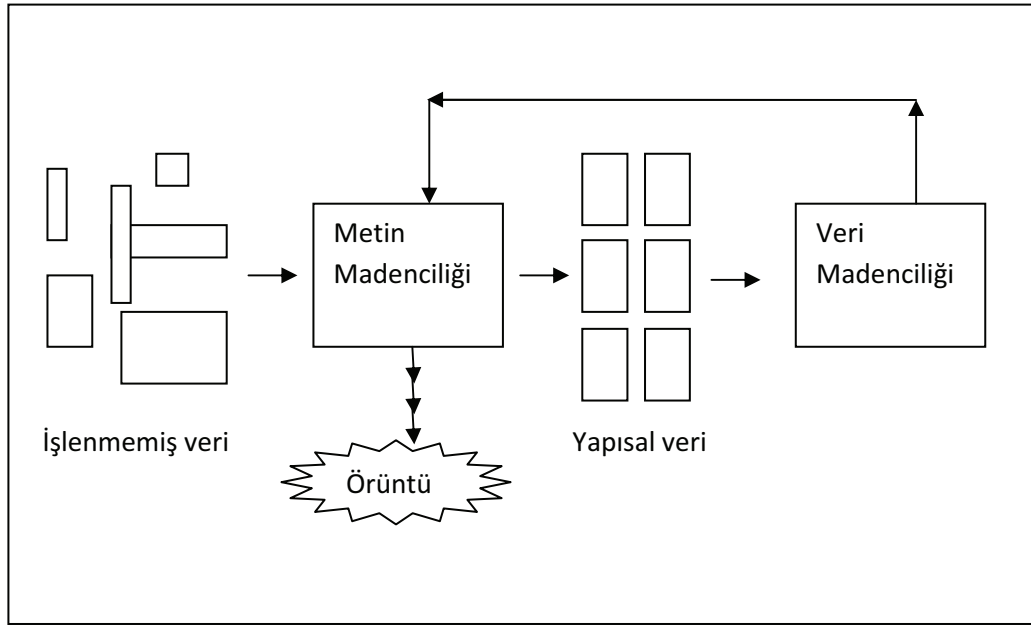 Metin
Madenciliği
Veri
Madenciliği
İşlenmemiş veri
Yapısal veri
Örüntü